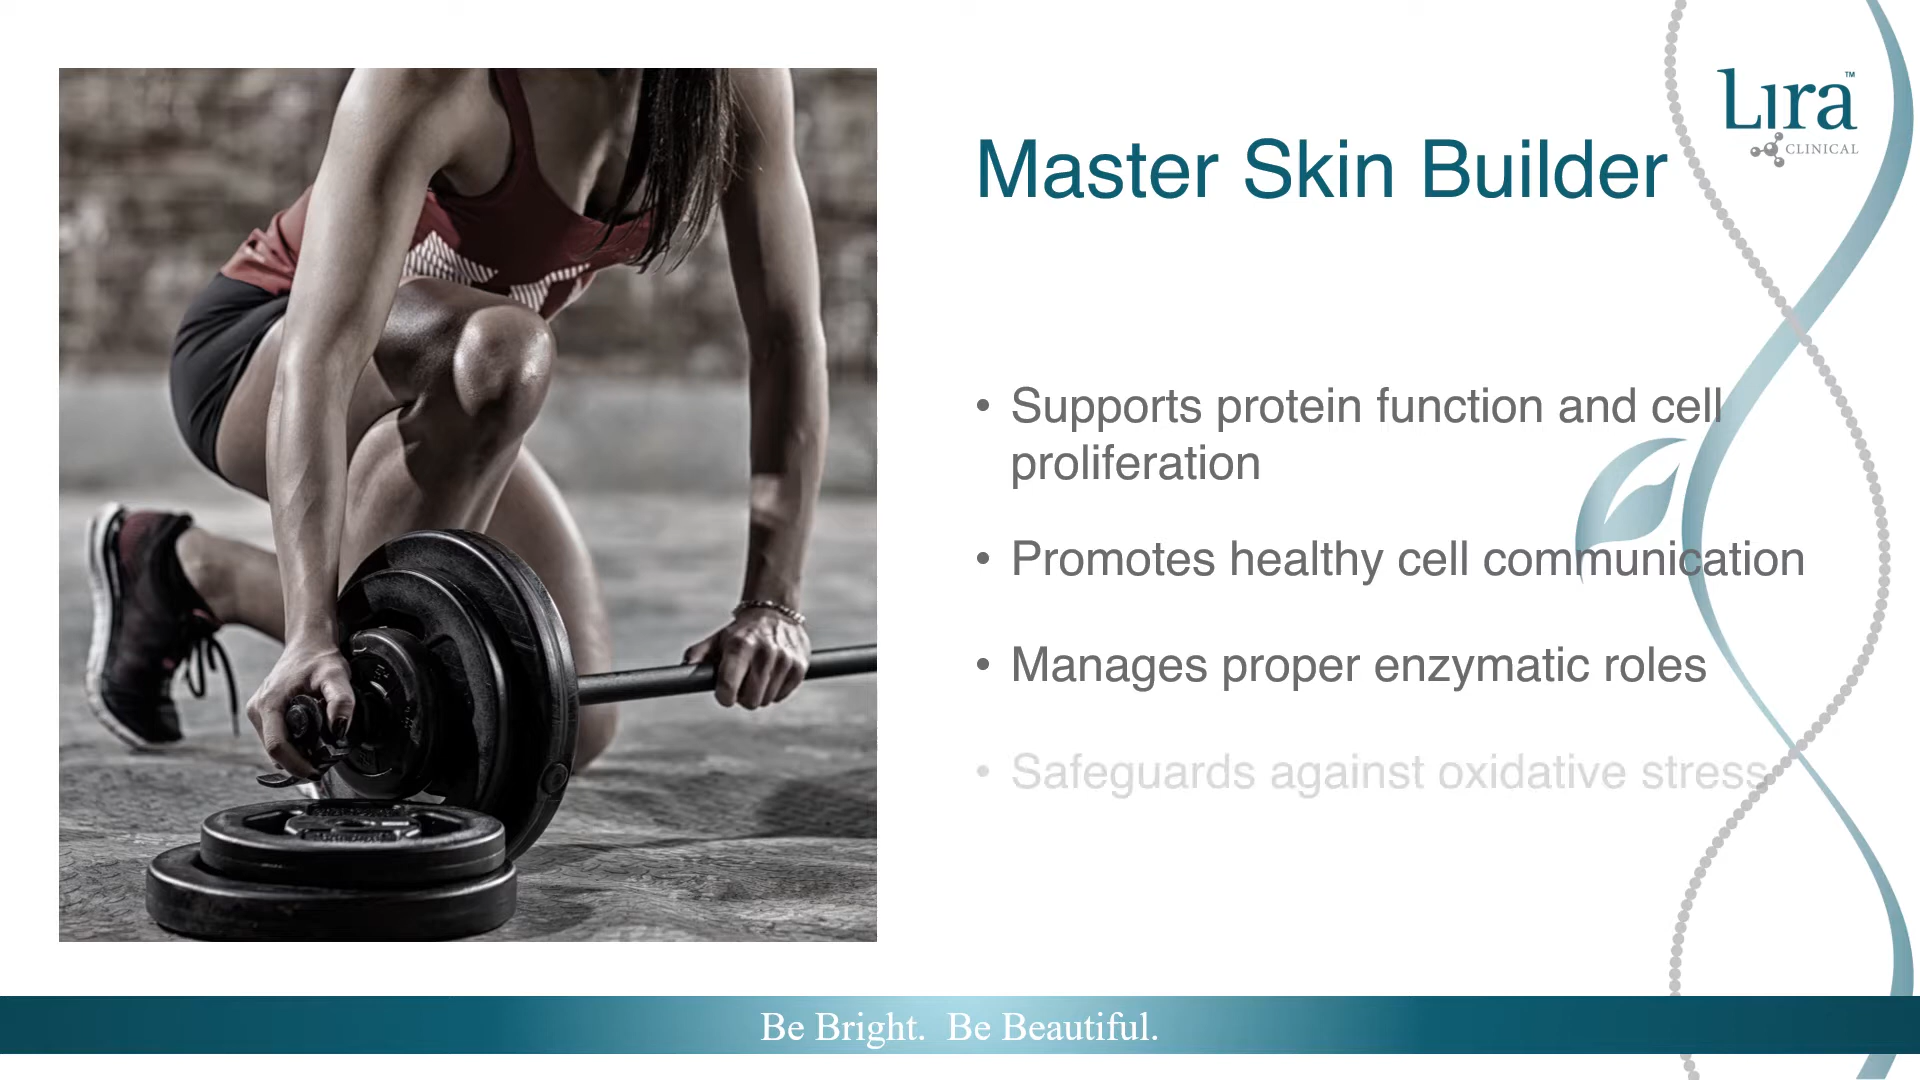 Lira™
CLINICAL
Master Skin Builder
• Supports protein function and cell
proliferation
• Promotes healthy cell communication
• Manages proper enzymatic roles
• Safeguards against oxidative stress
Be Bright.  Be Beautiful.